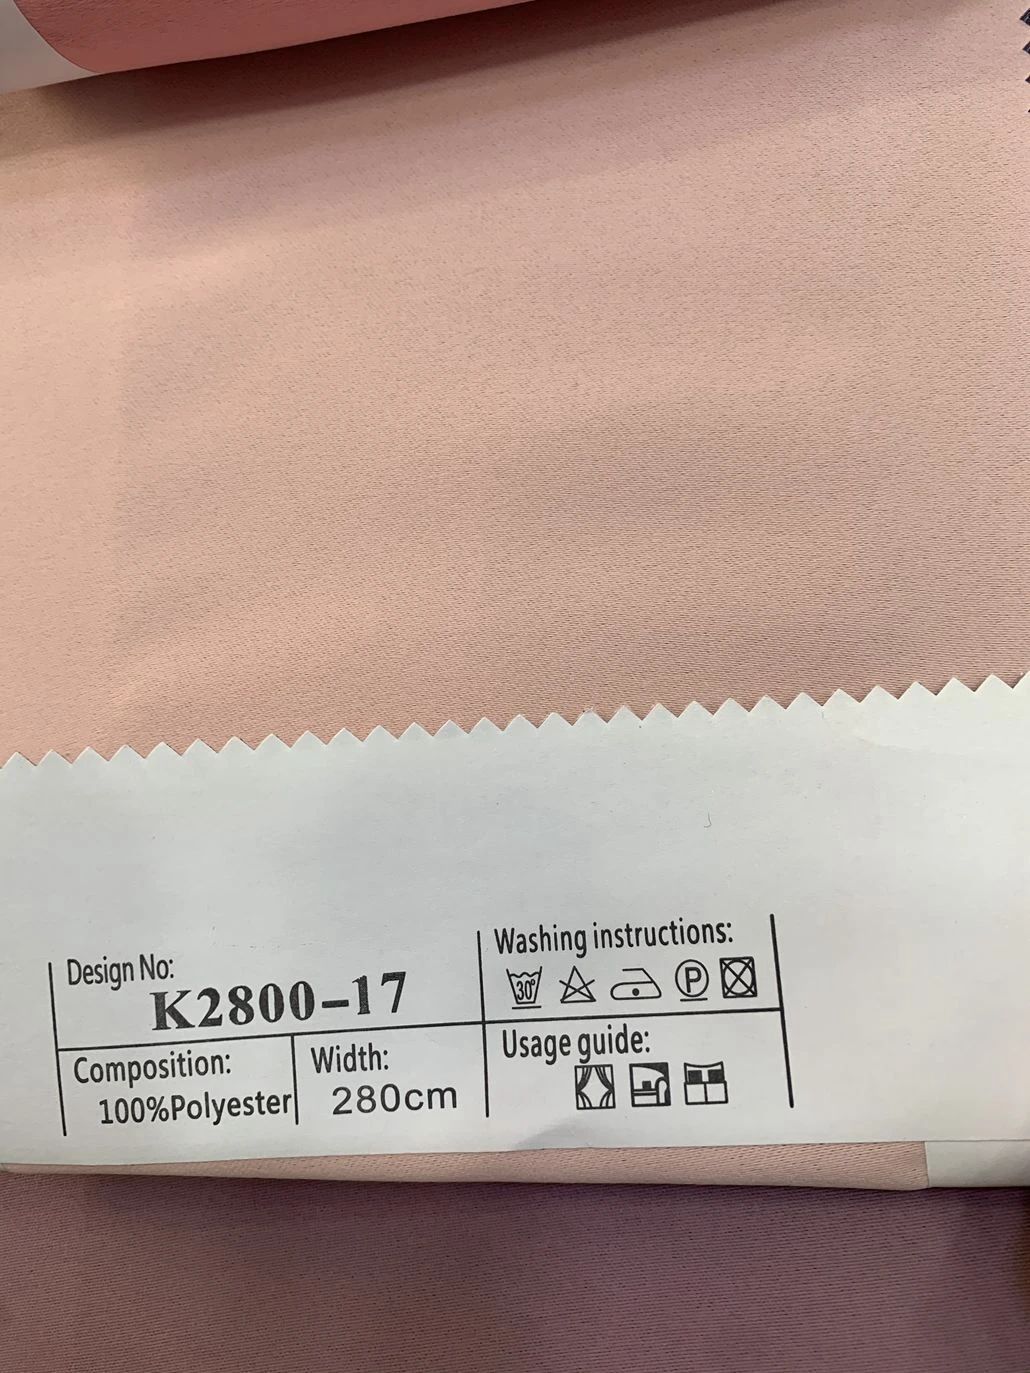 Design No:
K2800-17
Composition:
100%Polyester
Width:
280cm
Washing instructions:
30°
P
Usage guide: